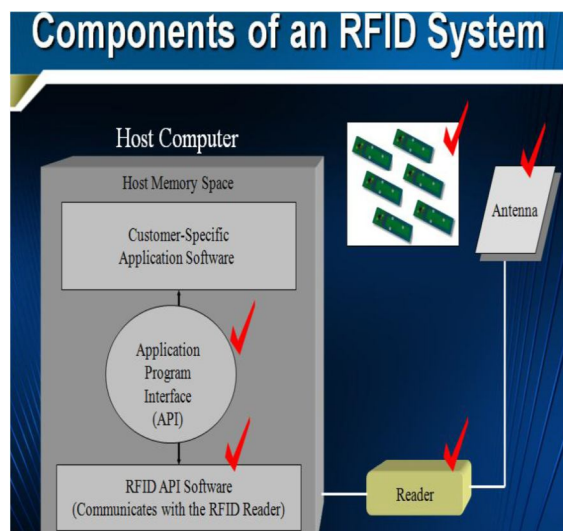 Components of an RFID System
Host Computer
Host Memory Space
Customer-Specific
Application Software
Application
Program
Interface
(API)
RFID API Software
(Communicates with the RFID Reader)
Reader
Antenna